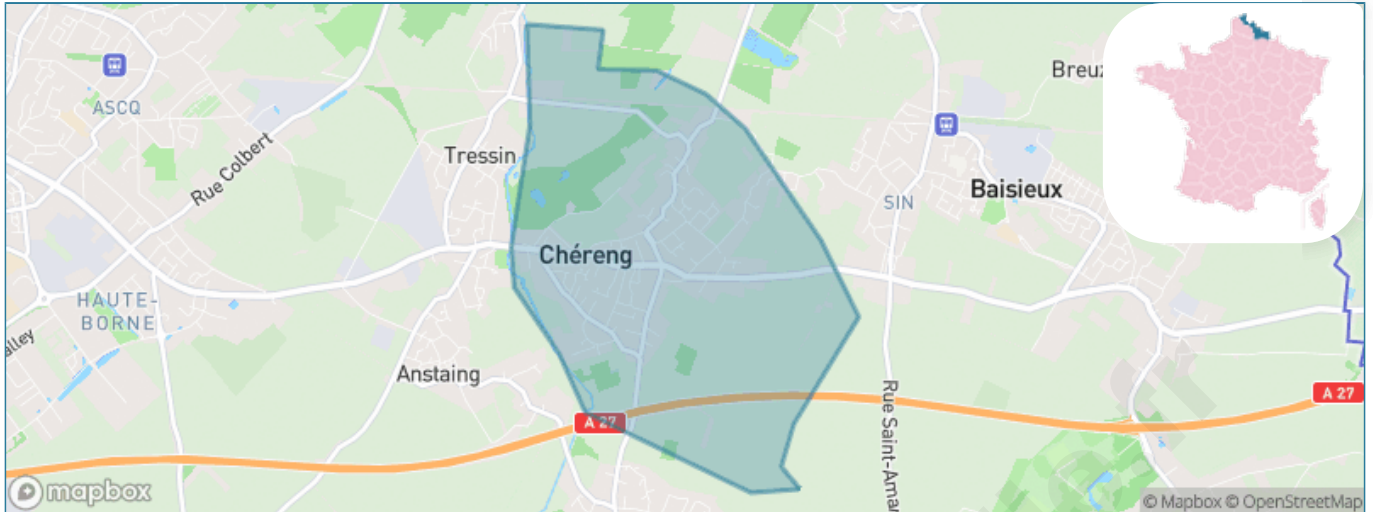 Breuz
ASCQ
Tressin
Rue Colbert
Baisieux
SIN
Chéreng
HAUTE-
BORNE
alley
Anstaing
A 27
A 27
Rue Saint-Ama
mapbox
© Mapbox © OpenStreetMap